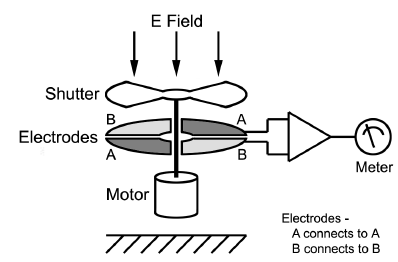 E Field
Shutter
B
A
Electrodes
A
B
Meter
Motor
Electrodes -
A connects to A
B connects to B